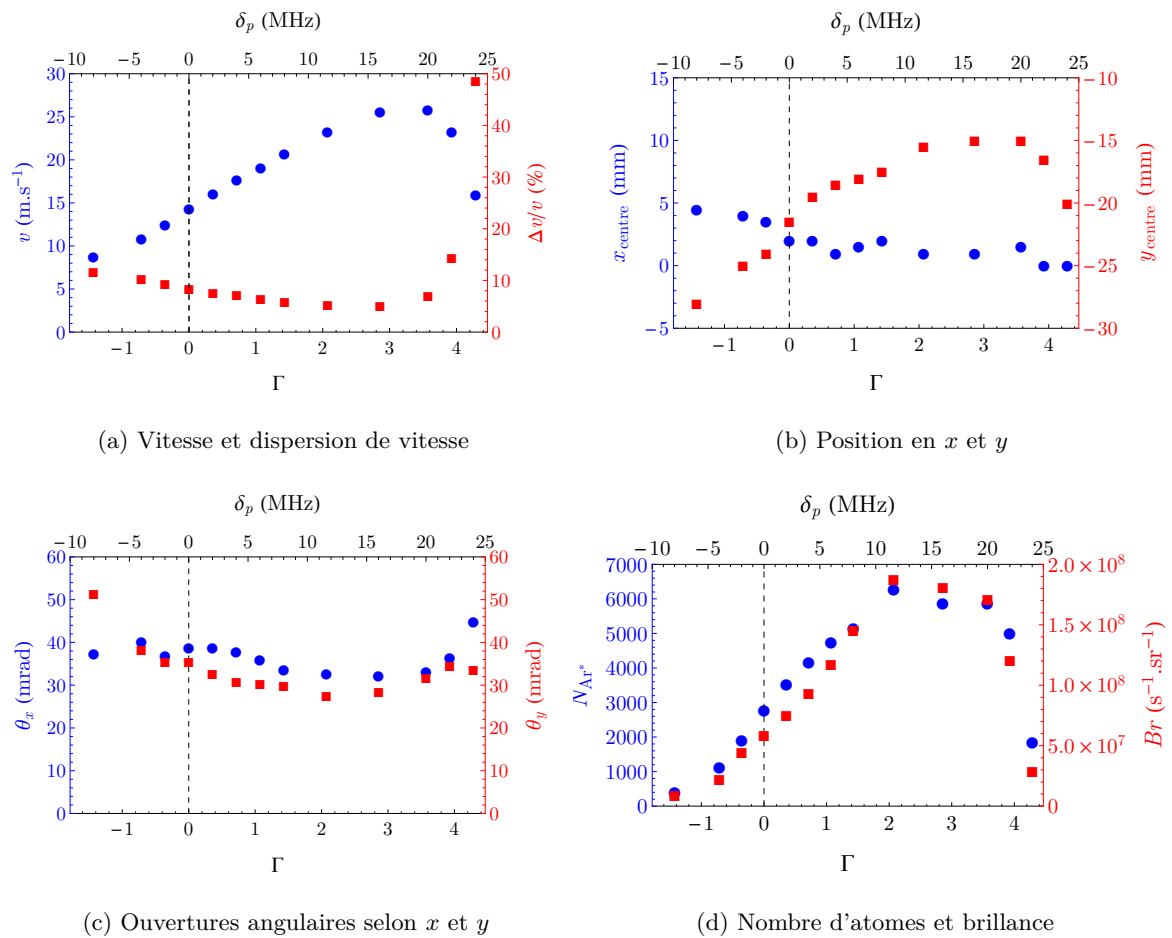 δp (MHz)
−10 −5 0 5 10 15 20 25
30 25 20 15 10 5 0
v (m.s−1)
50 40 30 20 10 0
Δv/v (%)
−1 0 1 2 3 4
Γ
(a) Vitesse et dispersion de vitesse
δp (MHz)
−10 −5 0 5 10 15 20 25
15 10 5 0 −5
xcentre (mm)
−10 −15 −20 −25 −30
ycentre (mm)
−1 0 1 2 3 4
Γ
(b) Position en x et y
δp (MHz)
−10 −5 0 5 10 15 20 25
60 50 40 30 20 10 0
θx (mrad)
60 50 40 30 20 10 0
θy (mrad)
−1 0 1 2 3 4
Γ
(c) Ouvertures angulaires selon x et y
δp (MHz)
−10 −5 0 5 10 15 20 25
7000 6000 5000 4000 3000 2000 1000 0
NAr*
2.0×10^8 1.5×10^8 1.0×10^8 5.0×10^7 0
Br (s−1.sr−1)
−1 0 1 2 3 4
Γ
(d) Nombre d'atomes et brillance